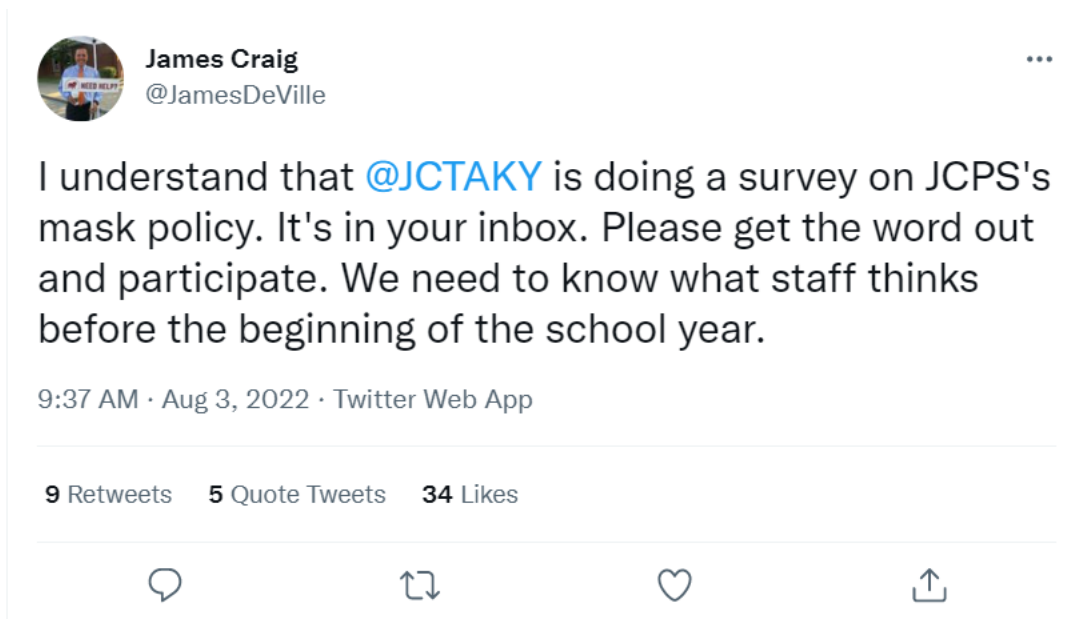 James Craig
@JamesDeVille
NEED HELP?
I understand that @JCTAKY is doing a survey on JCPS's
mask policy. It's in your inbox. Please get the word out
and participate. We need to know what staff thinks
before the beginning of the school year.
9:37 AM · Aug 3, 2022 · Twitter Web App
9 Retweets 5 Quote Tweets 34 Likes